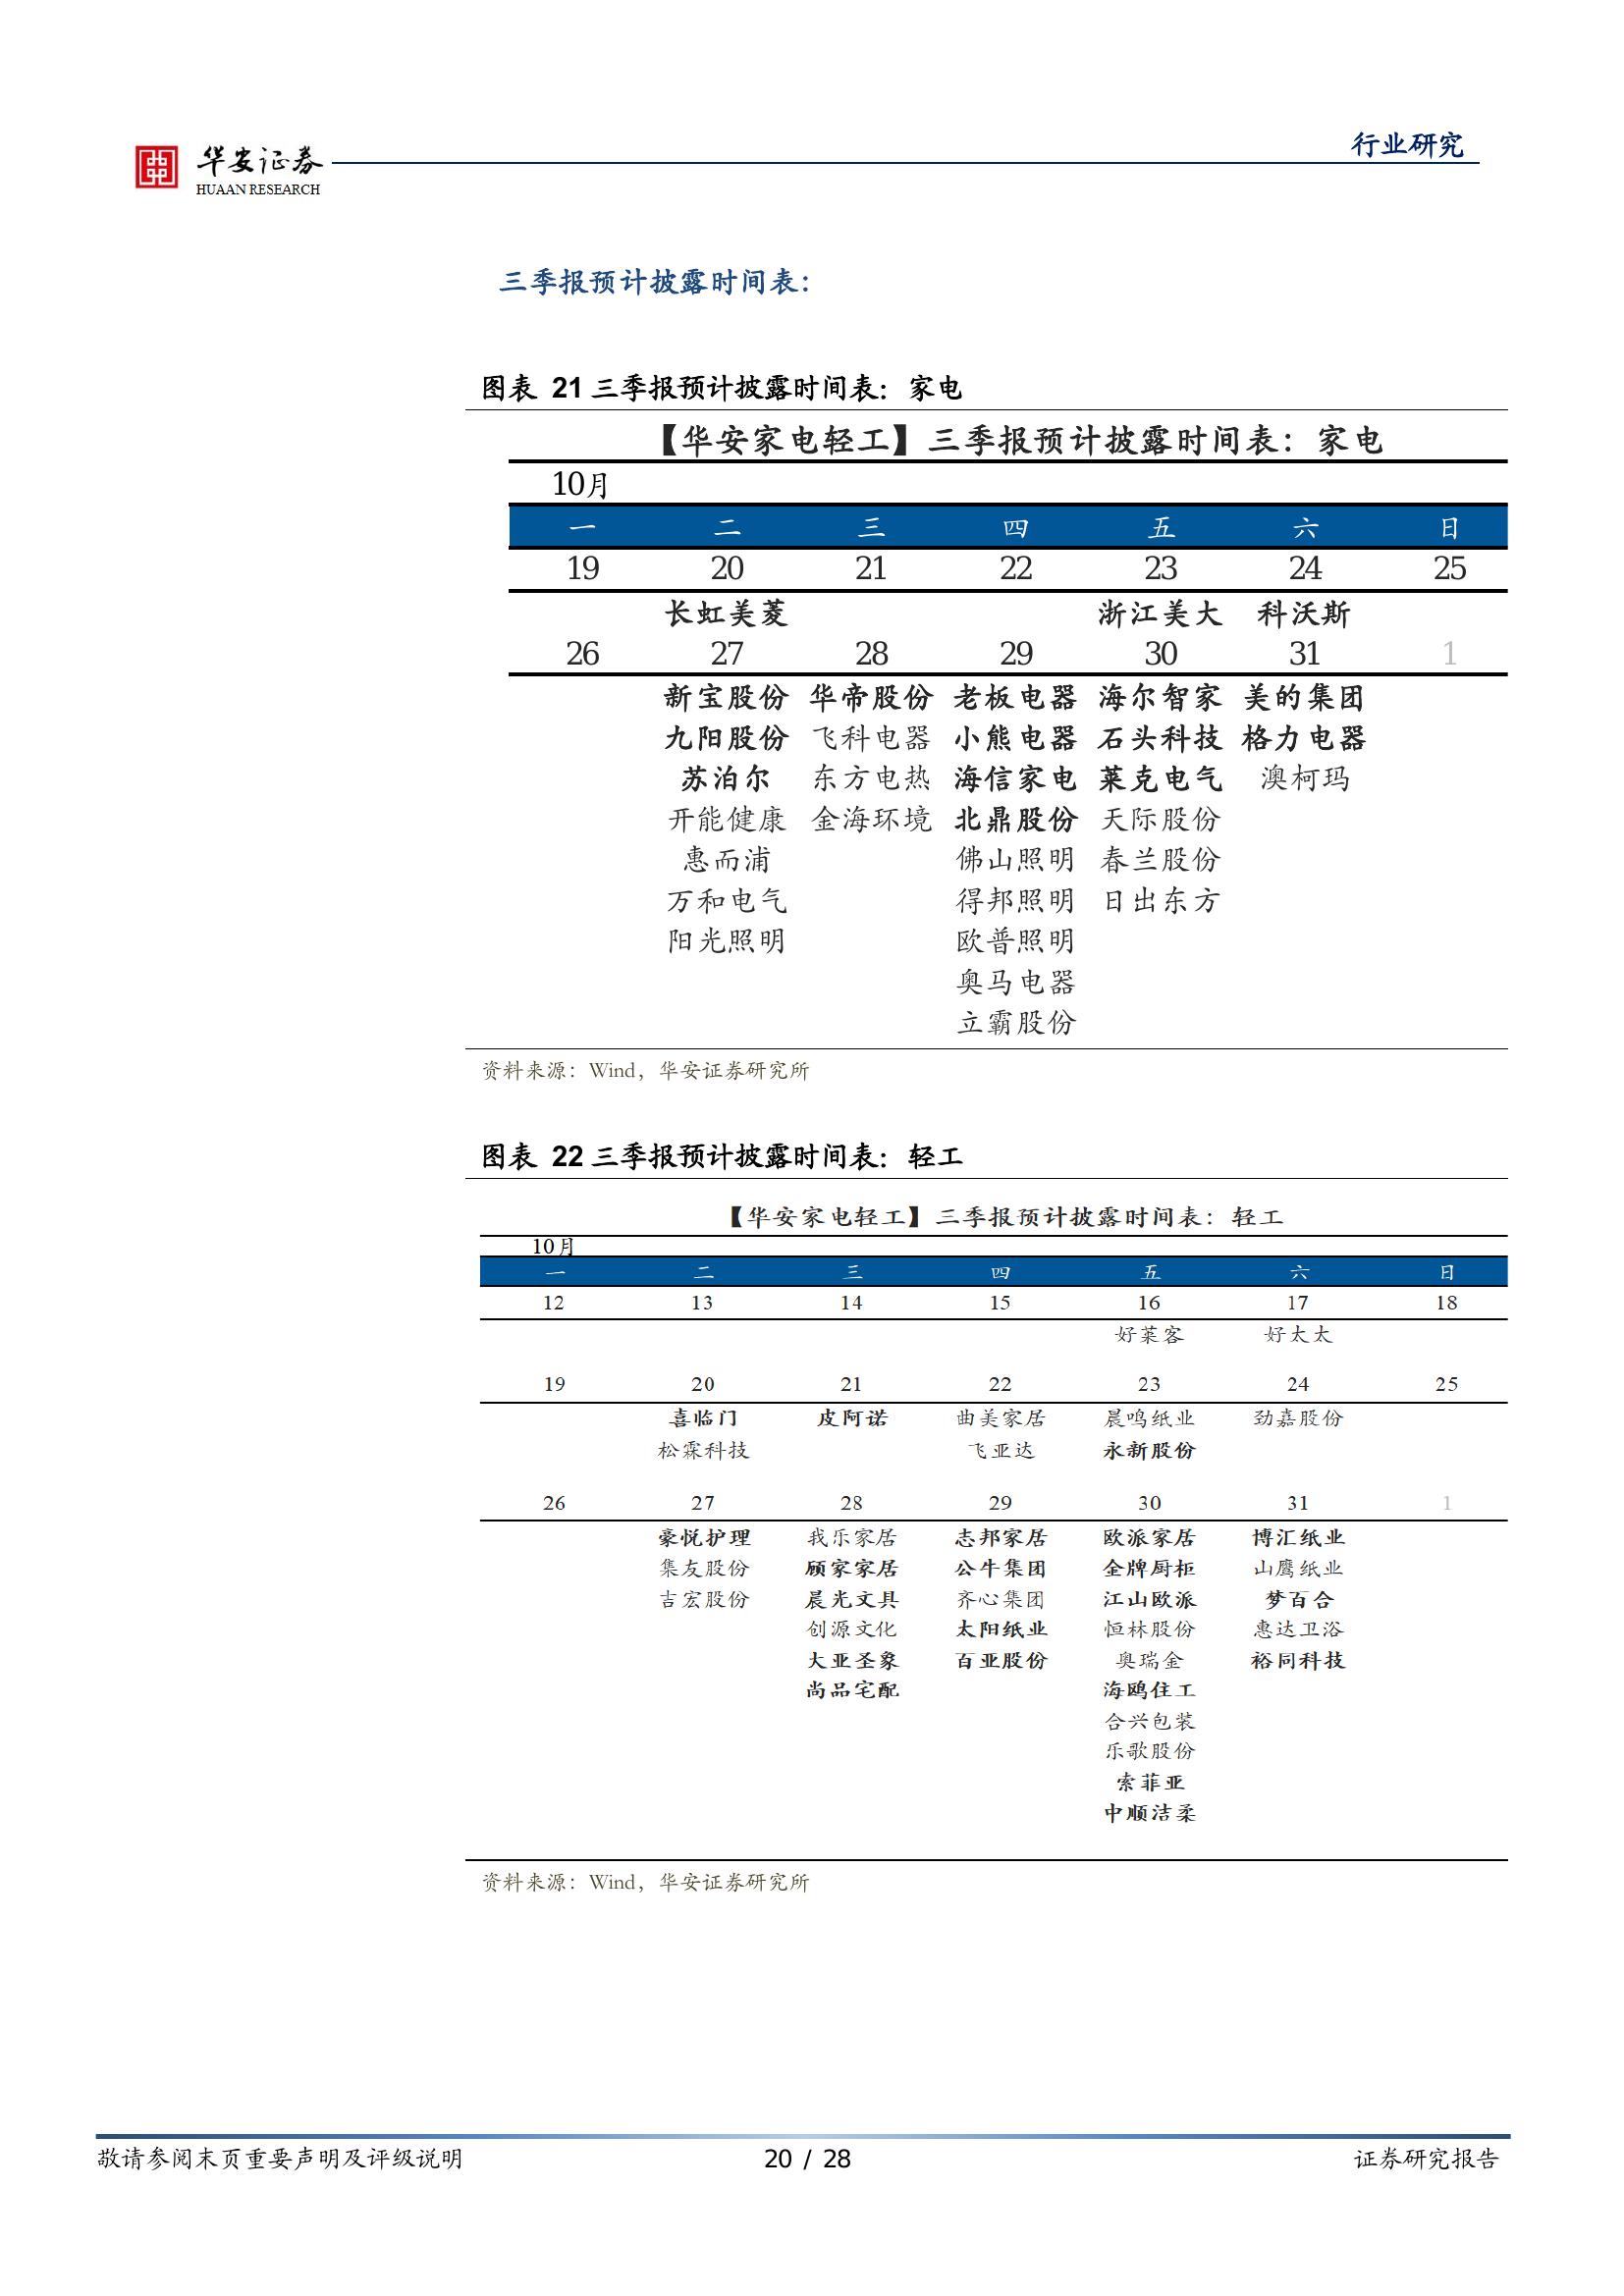 华安证券
HUAAN RESEARCH
行业研究
三季报预计披露时间表：
图表 21 三季报预计披露时间表：家电
【华安家电轻工】三季报预计披露时间表：家电
10月
一 二 三 四 五 六 日
19 20 21 22 23 24 25
长虹美菱 浙江美大 科沃斯
26 27 28 29 30 31 1
新宝股份 华帝股份 老板电器 海尔智家 美的集团
九阳股份 飞科电器 小熊电器 石头科技 格力电器
苏泊尔 东方电热 海信家电 莱克电气 澳柯玛
开能健康 金海环境 北鼎股份 天际股份
惠而浦 佛山照明 春兰股份
万和电气 得邦照明 日出东方
阳光照明 欧普照明
奥马电器
立霸股份
资料来源：Wind，华安证券研究所
图表 22 三季报预计披露时间表：轻工
【华安家电轻工】三季报预计披露时间表：轻工
10月
一 二 三 四 五 六 日
12 13 14 15 16 17 18
好莱客 好太太
19 20 21 22 23 24 25
喜临门 皮阿诺 曲美家居 晨鸣纸业 劲嘉股份
松霖科技 飞亚达 永新股份
26 27 28 29 30 31 1
豪悦护理 我乐家居 志邦家居 欧派家居 博汇纸业
集友股份 顾家家居 公牛集团 金牌厨柜 山鹰纸业
吉宏股份 晨光文具 齐心集团 江山欧派 梦百合
创源文化 太阳纸业 恒林股份 惠达卫浴
大亚圣象 百亚股份 奥瑞金 裕同科技
尚品宅配 海鸥住工
合兴包装
乐歌股份
索菲亚
中顺洁柔
资料来源：Wind，华安证券研究所
敬请参阅末页重要声明及评级说明 20 / 28 证券研究报告